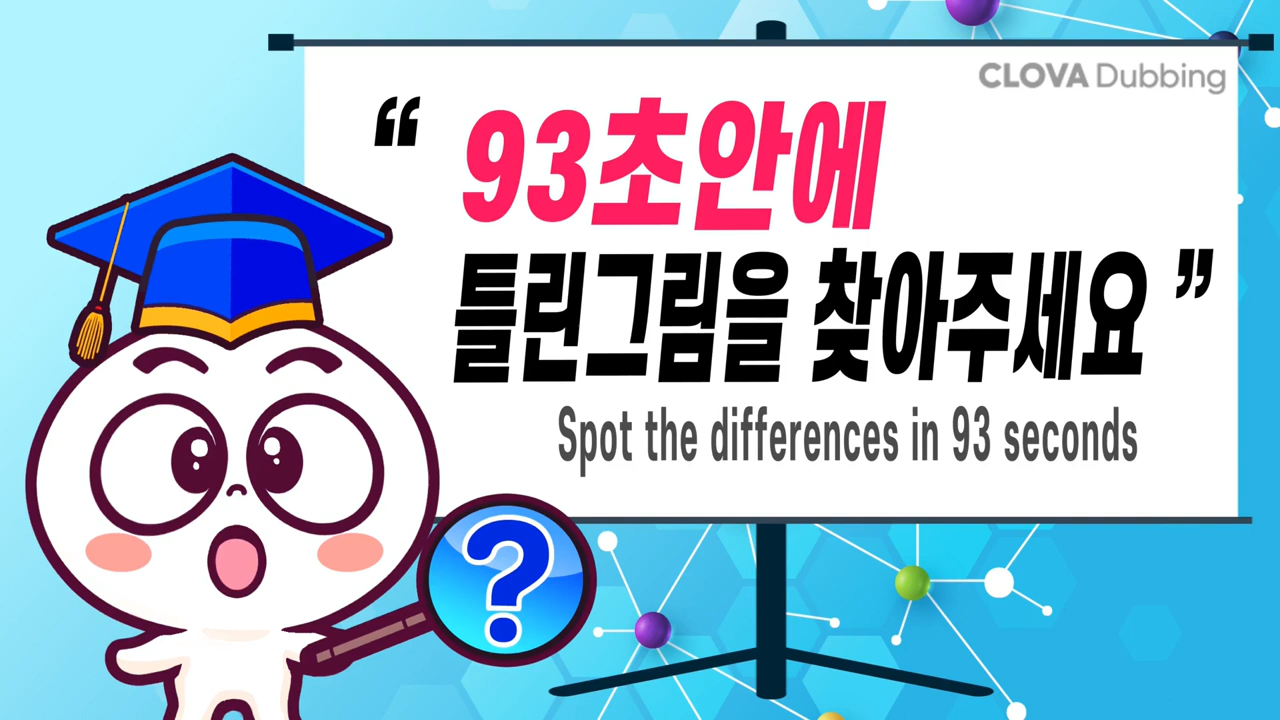 CLOVA Dubbing
“ 93초안에
틀린그림을 찾아주세요 ”
Spot the differences in 93 seconds
?